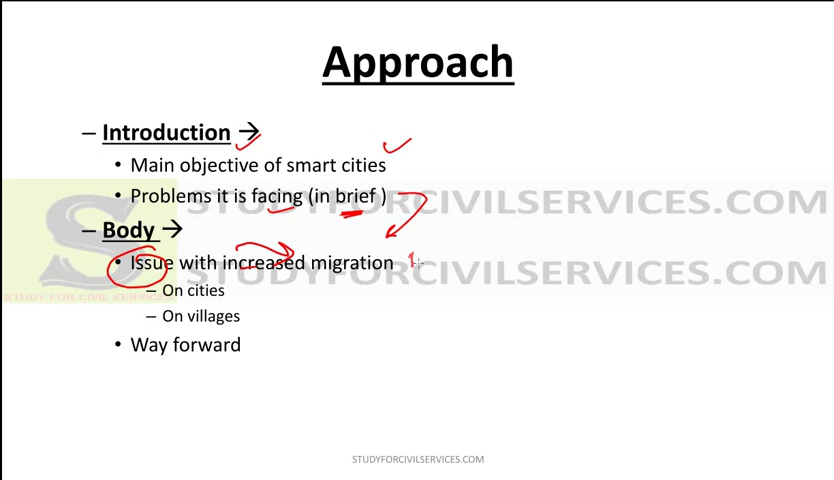 Approach
– Introduction →
• Main objective of smart cities
• Problems it is facing (in brief )
STUDYFORCIVILSERVICES.COM
– Body →
• Issue with increased migration
STUDYFORCIVILSERVICES.COM
STUDY FOR CIVIL SERVICES
– On cities
– On villages
• Way forward
STUDYFORCIVILSERVICES.COM